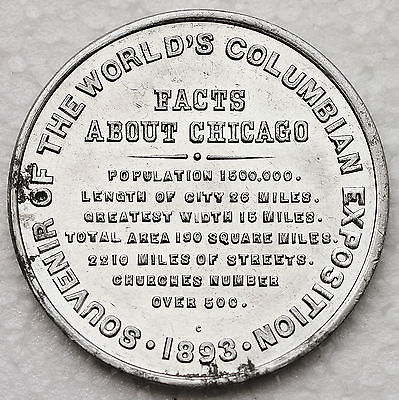 SOUVENIR OF THE WORLD'S COLUMBIAN EXPOSITION.
· 1893 ·
FACTS
ABOUT CHICAGO
POPULATION 1500,000.
LENGTH OF CITY 26 MILES.
GREATEST WIDTH 15 MILES.
TOTAL AREA 190 SQUARE MILES.
2210 MILES OF STREETS.
CHURCHES NUMBER
OVER 500.
C